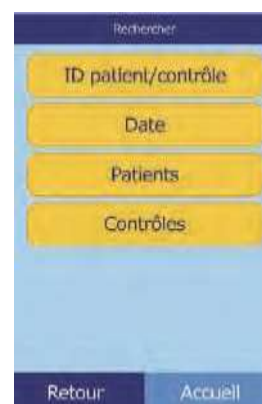 Rechercher
ID patient/contrôle
Date
Patients
Contrôles
Retour Accueil